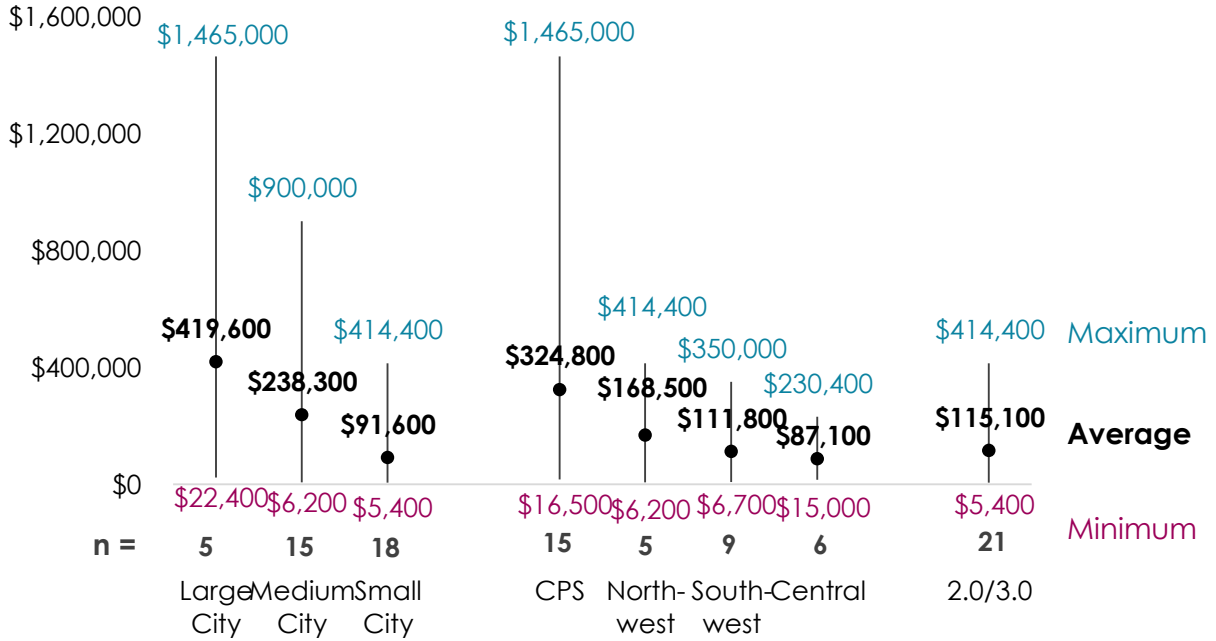 $1,600,000
$1,465,000
$1,465,000
$1,200,000
$900,000
$800,000
$419,600
$414,400
$414,400
$414,400
Maximum
$324,800
$350,000
$400,000
$238,300
$168,500
$230,400
$91,600
$111,800
$87,100
$115,100
Average
$0
$22,400
$6,200
$5,400
$16,500
$6,200
$6,700
$15,000
$5,400
Minimum
n = 5 15 18 15 5 9 6 21
Large City
Medium City
Small City
CPS
North-
west
South-
west
Central
2.0/3.0